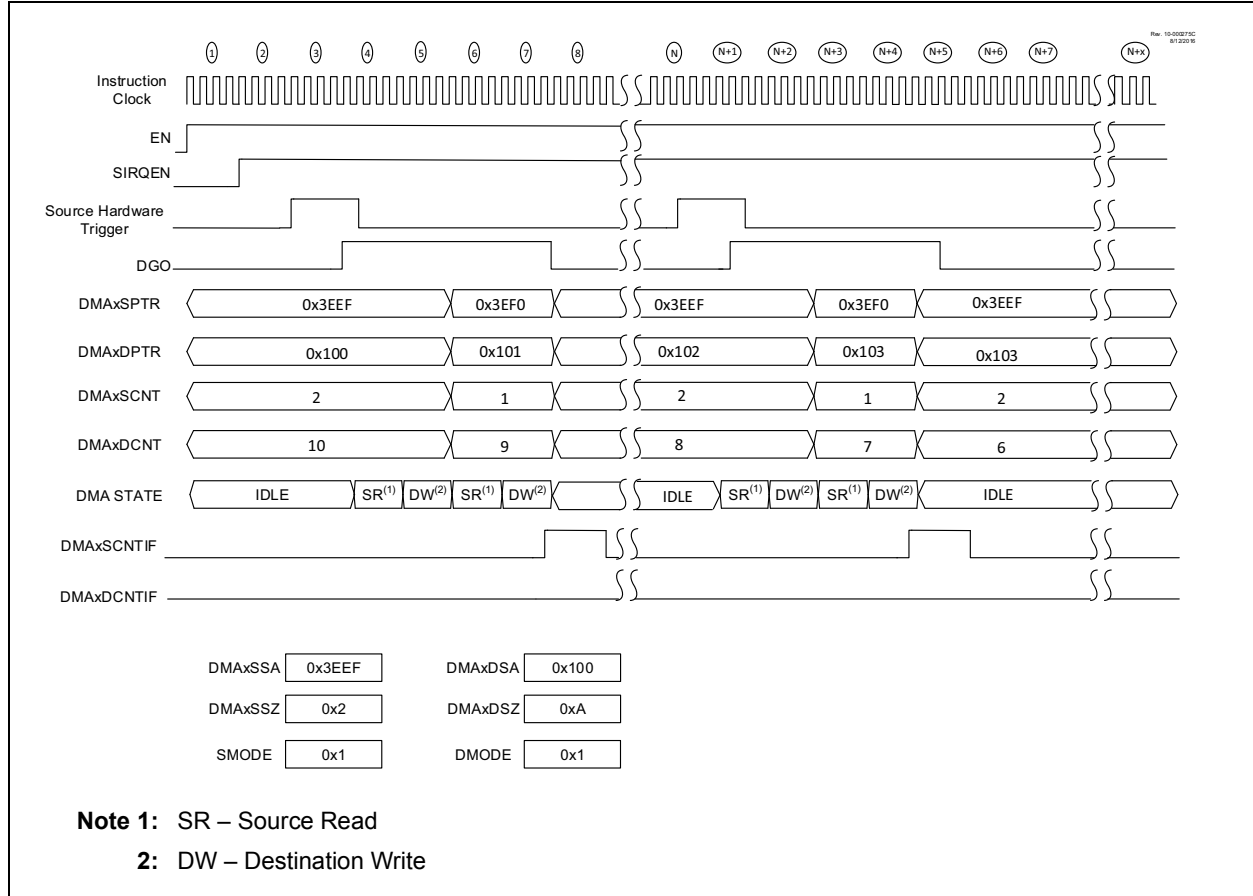 Rev. 10-000275C
8/12/2016
1 2 3 4 5 6 7 8 N N+1 N+2 N+3 N+4 N+5 N+6 N+7 N+x
Instruction
Clock
EN
SIRQEN
Source Hardware
Trigger
DGO
DMAxSPTR 0x3EEF 0x3EF0 0x3EEF 0x3EF0 0x3EEF
DMAxDPTR 0x100 0x101 0x102 0x103 0x103
DMAxSCNT 2 1 2 1 2
DMAxDCNT 10 9 8 7 6
DMA STATE IDLE SR(1) DW(2) SR(1) DW(2) IDLE SR(1) DW(2) SR(1) DW(2) IDLE
DMAxSCNTIF
DMAxDCNTIF
DMAxSSA 0x3EEF DMAxDSA 0x100
DMAxSSZ 0x2 DMAxDSZ 0xA
SMODE 0x1 DMODE 0x1
Note 1: SR – Source Read
2: DW – Destination Write